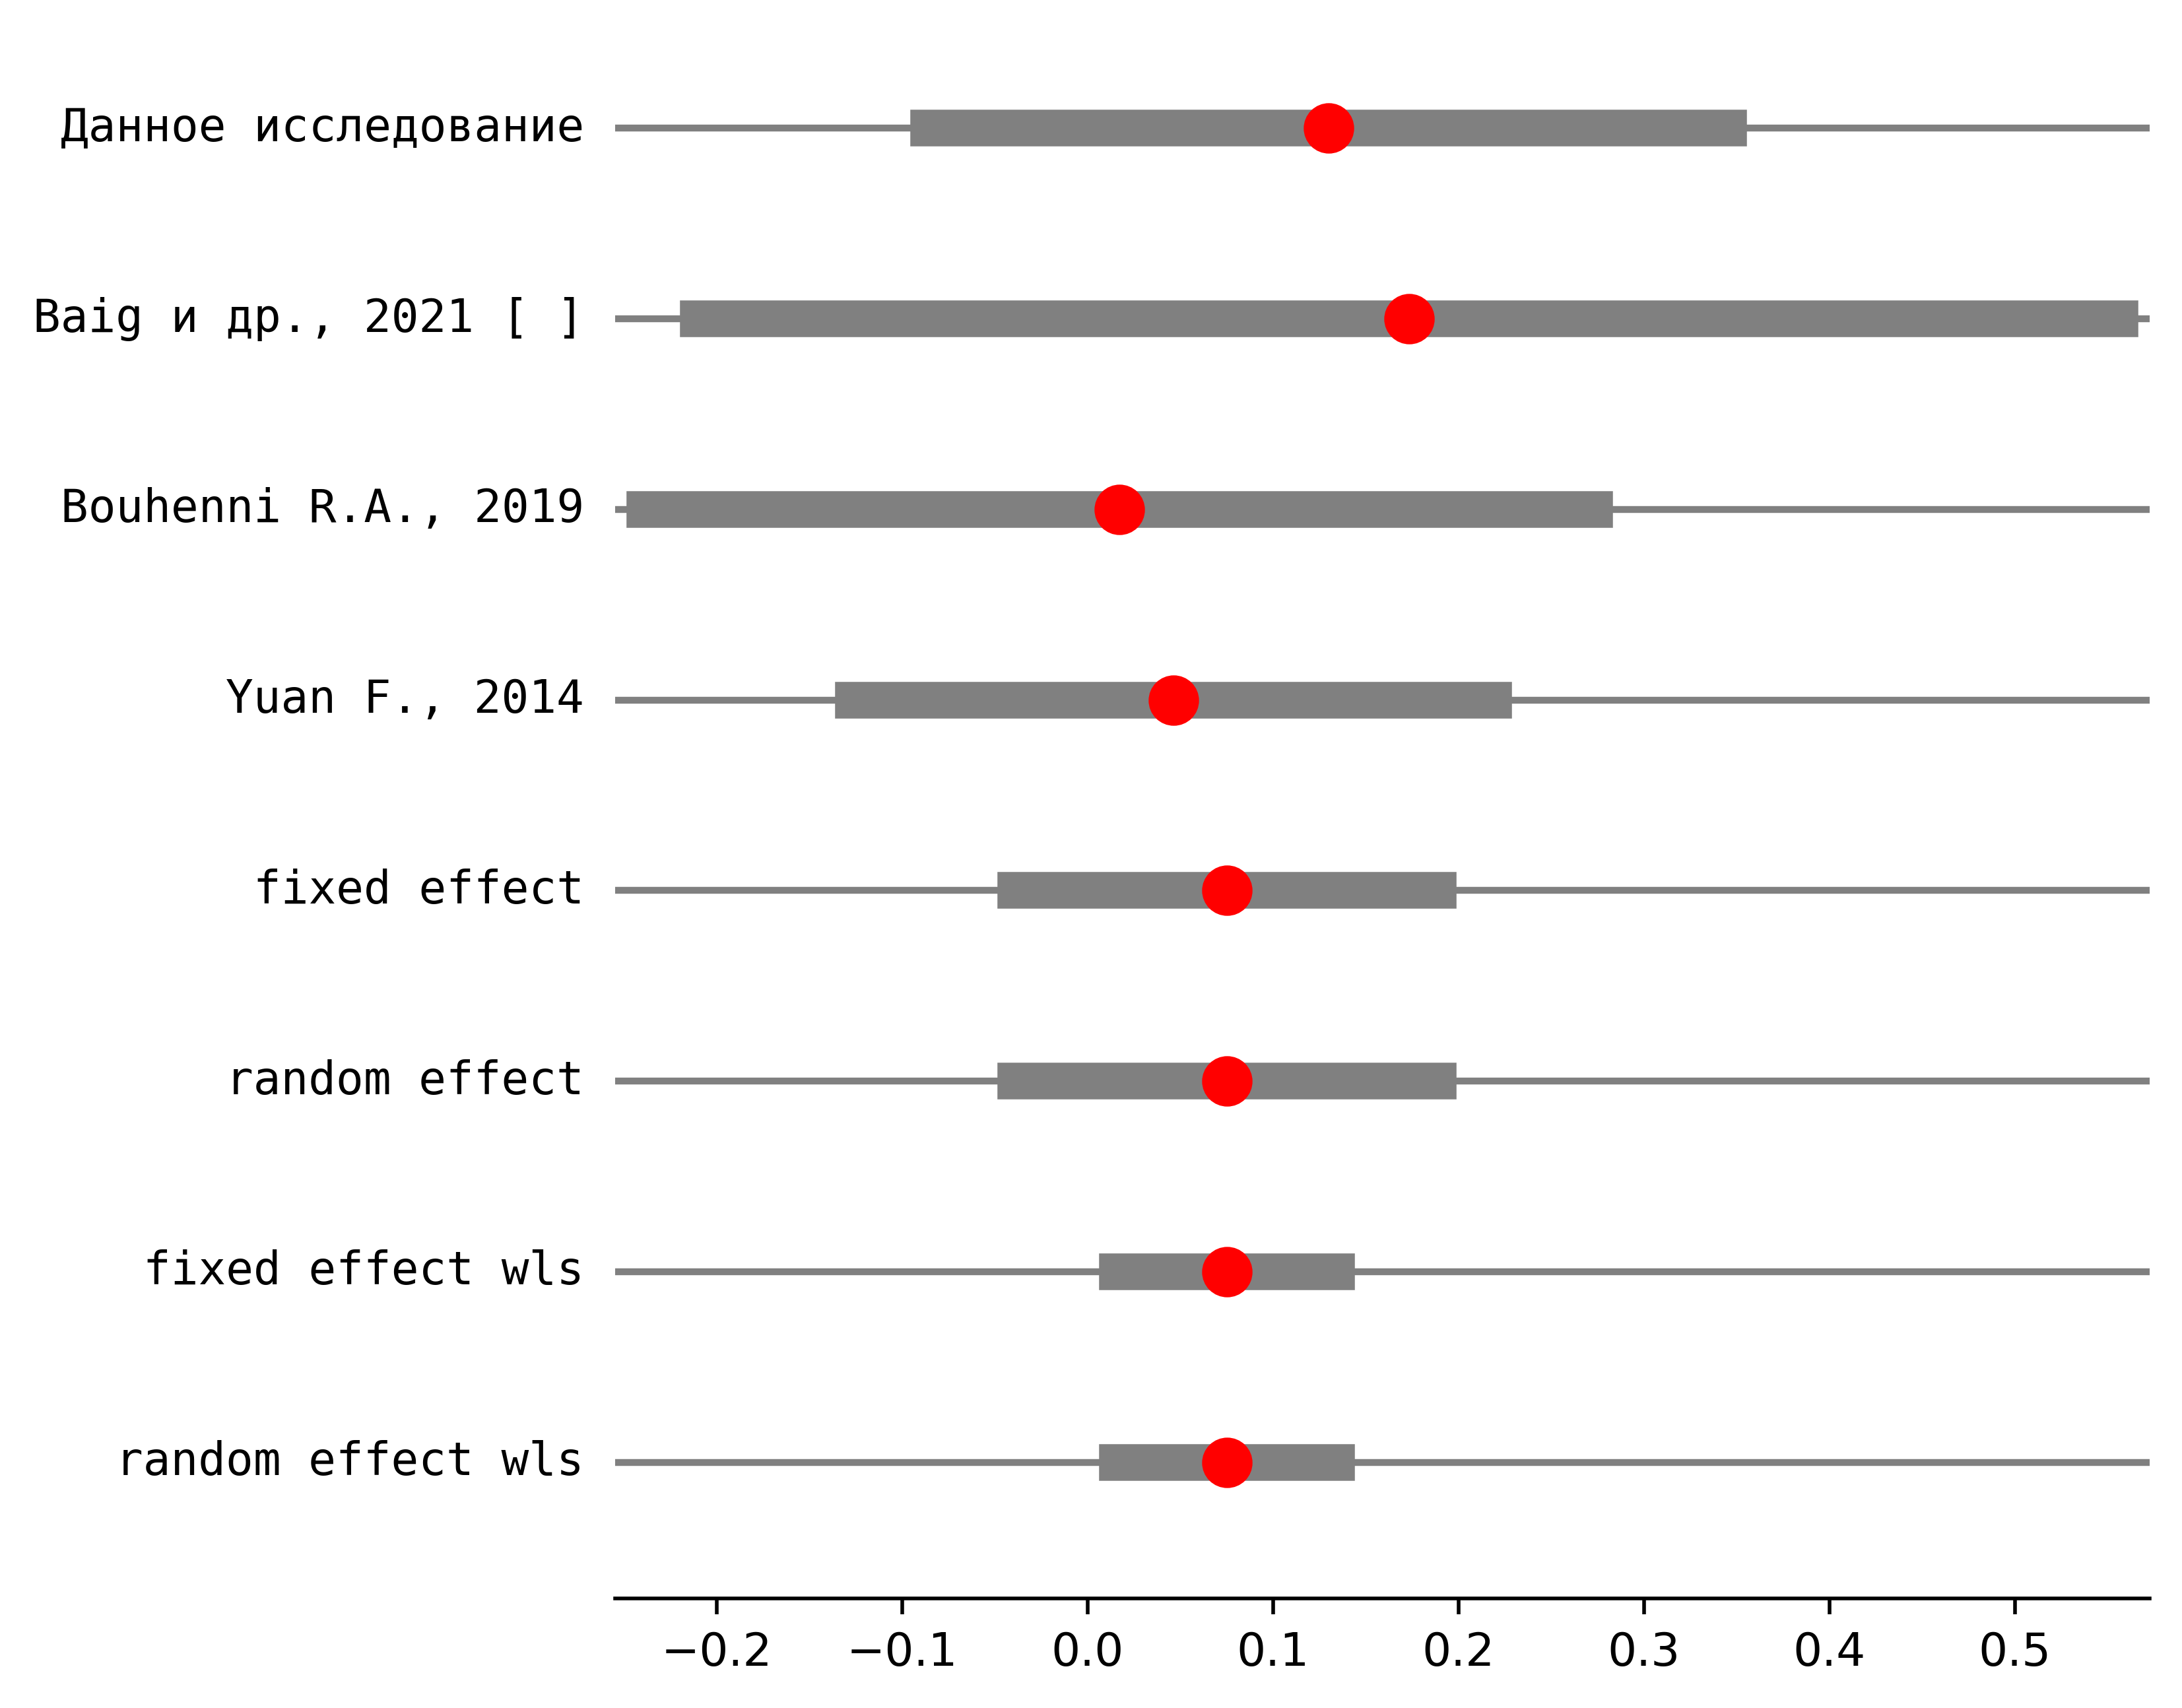 Данное исследование
Baig и др., 2021 [ ]
Bouhenni R.A., 2019
Yuan F., 2014
fixed effect
random effect
fixed effect wls
random effect wls
−0.2 −0.1 0.0 0.1 0.2 0.3 0.4 0.5